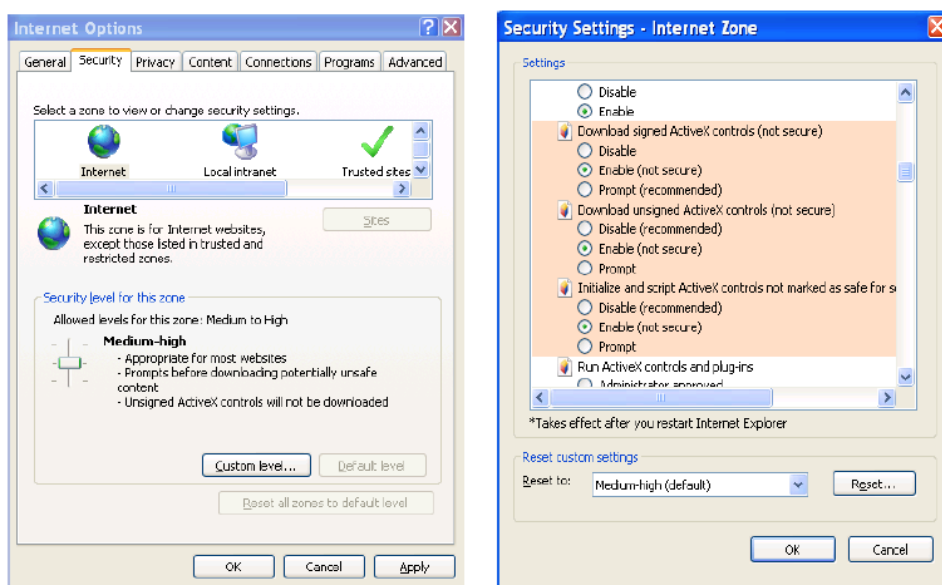 Internet Options
General Security Privacy Content Connections Programs Advanced
Select a zone to view or change security settings.
Internet Local intranet Trusted sites
Internet
This zone is for Internet websites,
except those listed in trusted and
restricted zones.
Sites
Security level for this zone
Allowed levels for this zone: Medium to High
Medium-high
- Appropriate for most websites
- Prompts before downloading potentially unsafe
content
- Unsigned ActiveX controls will not be downloaded
Custom level... Default level
Reset all zones to default level
OK Cancel Apply
Security Settings - Internet Zone
Settings
Disable
Enable
Download signed ActiveX controls (not secure)
Disable
Enable (not secure)
Prompt (recommended)
Download unsigned ActiveX controls (not secure)
Disable (recommended)
Enable (not secure)
Prompt
Initialize and script ActiveX controls not marked as safe for s
Disable (recommended)
Enable (not secure)
Prompt
Run ActiveX controls and plug-ins
Administrator approved
*Takes effect after you restart Internet Explorer
Reset custom settings
Reset to: Medium-high (default) Reset...
OK Cancel